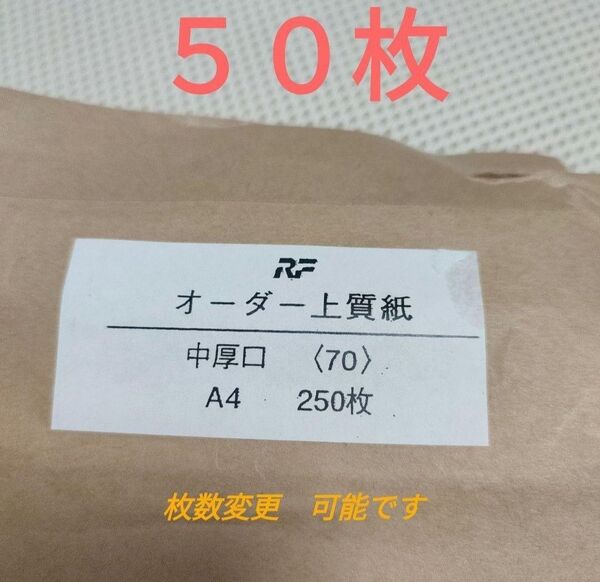 ５０枚
RF
オーダー上質紙
中厚口 〈70〉
A4 250枚
枚数変更 可能です